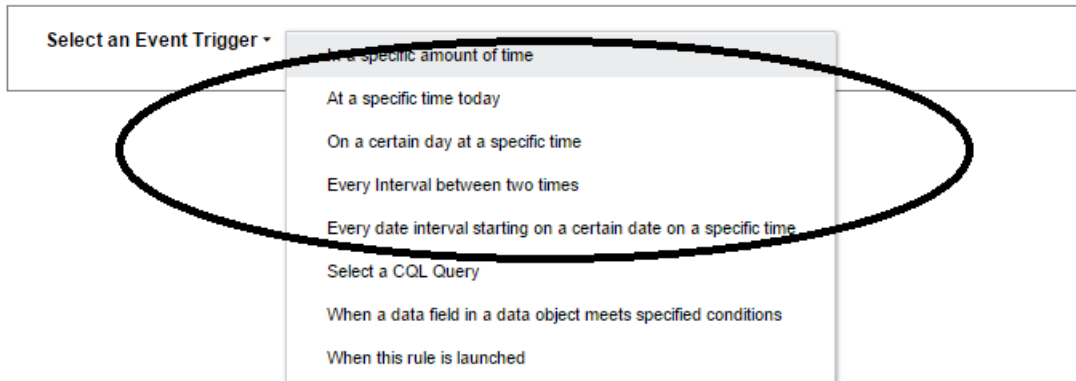 Select an Event Trigger
In a specific amount of time
At a specific time today
On a certain day at a specific time
Every Interval between two times
Every date interval starting on a certain date on a specific time
Select a CQL Query
When a data field in a data object meets specified conditions
When this rule is launched